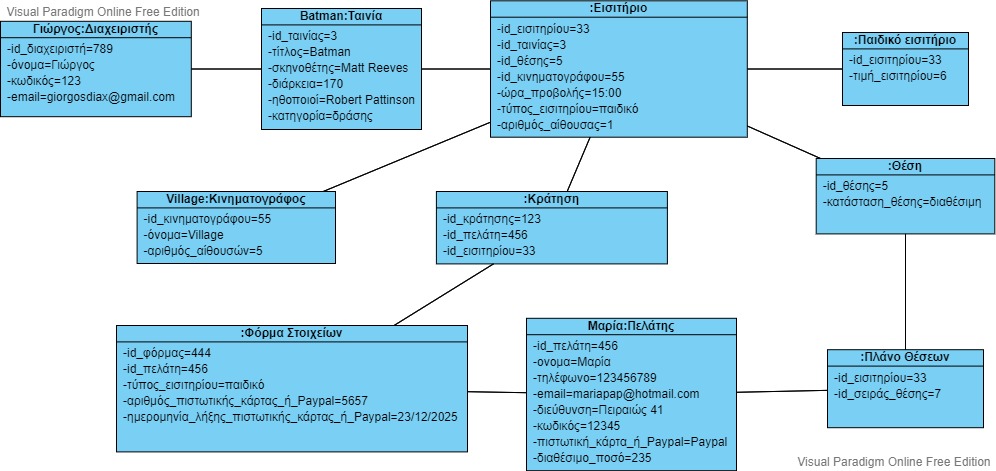 Visual Paradigm Online Free Edition
Γιώργος:Διαχειριστής
-id_διαχειριστή=789
-όνομα=Γιώργος
-κωδικός=123
-email=giorgosdiax@gmail.com
Batman:Ταινία
-id_ταινίας=3
-τίτλος=Batman
-σκηνοθέτης=Matt Reeves
-διάρκεια=170
-ηθοποιοί=Robert Pattinson
-κατηγορία=δράσης
:Εισιτήριο
-id_εισιτηρίου=33
-id_ταινίας=3
-id_θέσης=5
-id_κινηματογράφου=55
-ώρα_προβολής=15:00
-τύπος_εισιτηρίου=παιδικό
-αριθμός_αίθουσας=1
:Παιδικό εισιτήριο
-id_εισιτηρίου=33
-τιμή_εισιτηρίου=6
Village:Κινηματογράφος
-id_κινηματογράφου=55
-όνομα=Village
-αριθμός_αίθουσών=5
:Κράτηση
-id_κράτησης=123
-id_πελάτη=456
-id_εισιτηρίου=33
:Θέση
-id_θέσης=5
-κατάσταση_θέσης=διαθέσιμη
:Φόρμα Στοιχείων
-id_φόρμας=444
-id_πελάτη=456
-τύπος_εισιτηρίου=παιδικό
-αριθμός_πιστωτικής_κάρτας_ή_Paypal=5657
-ημερομηνία_λήξης_πιστωτικής_κάρτας_ή_Paypal=23/12/2025
Μαρία:Πελάτης
-id_πελάτη=456
-ονομα=Μαρία
-τηλέφωνο=123456789
-email=mariapap@hotmail.com
-διεύθυνση=Πειραιώς 41
-κωδικός=12345
-πιστωτική_κάρτα_ή_Paypal=Paypal
-διαθέσιμο_ποσό=235
:Πλάνο Θέσεων
-id_εισιτηρίου=33
-id_σειράς_θέσης=7
Visual Paradigm Online Free Edition